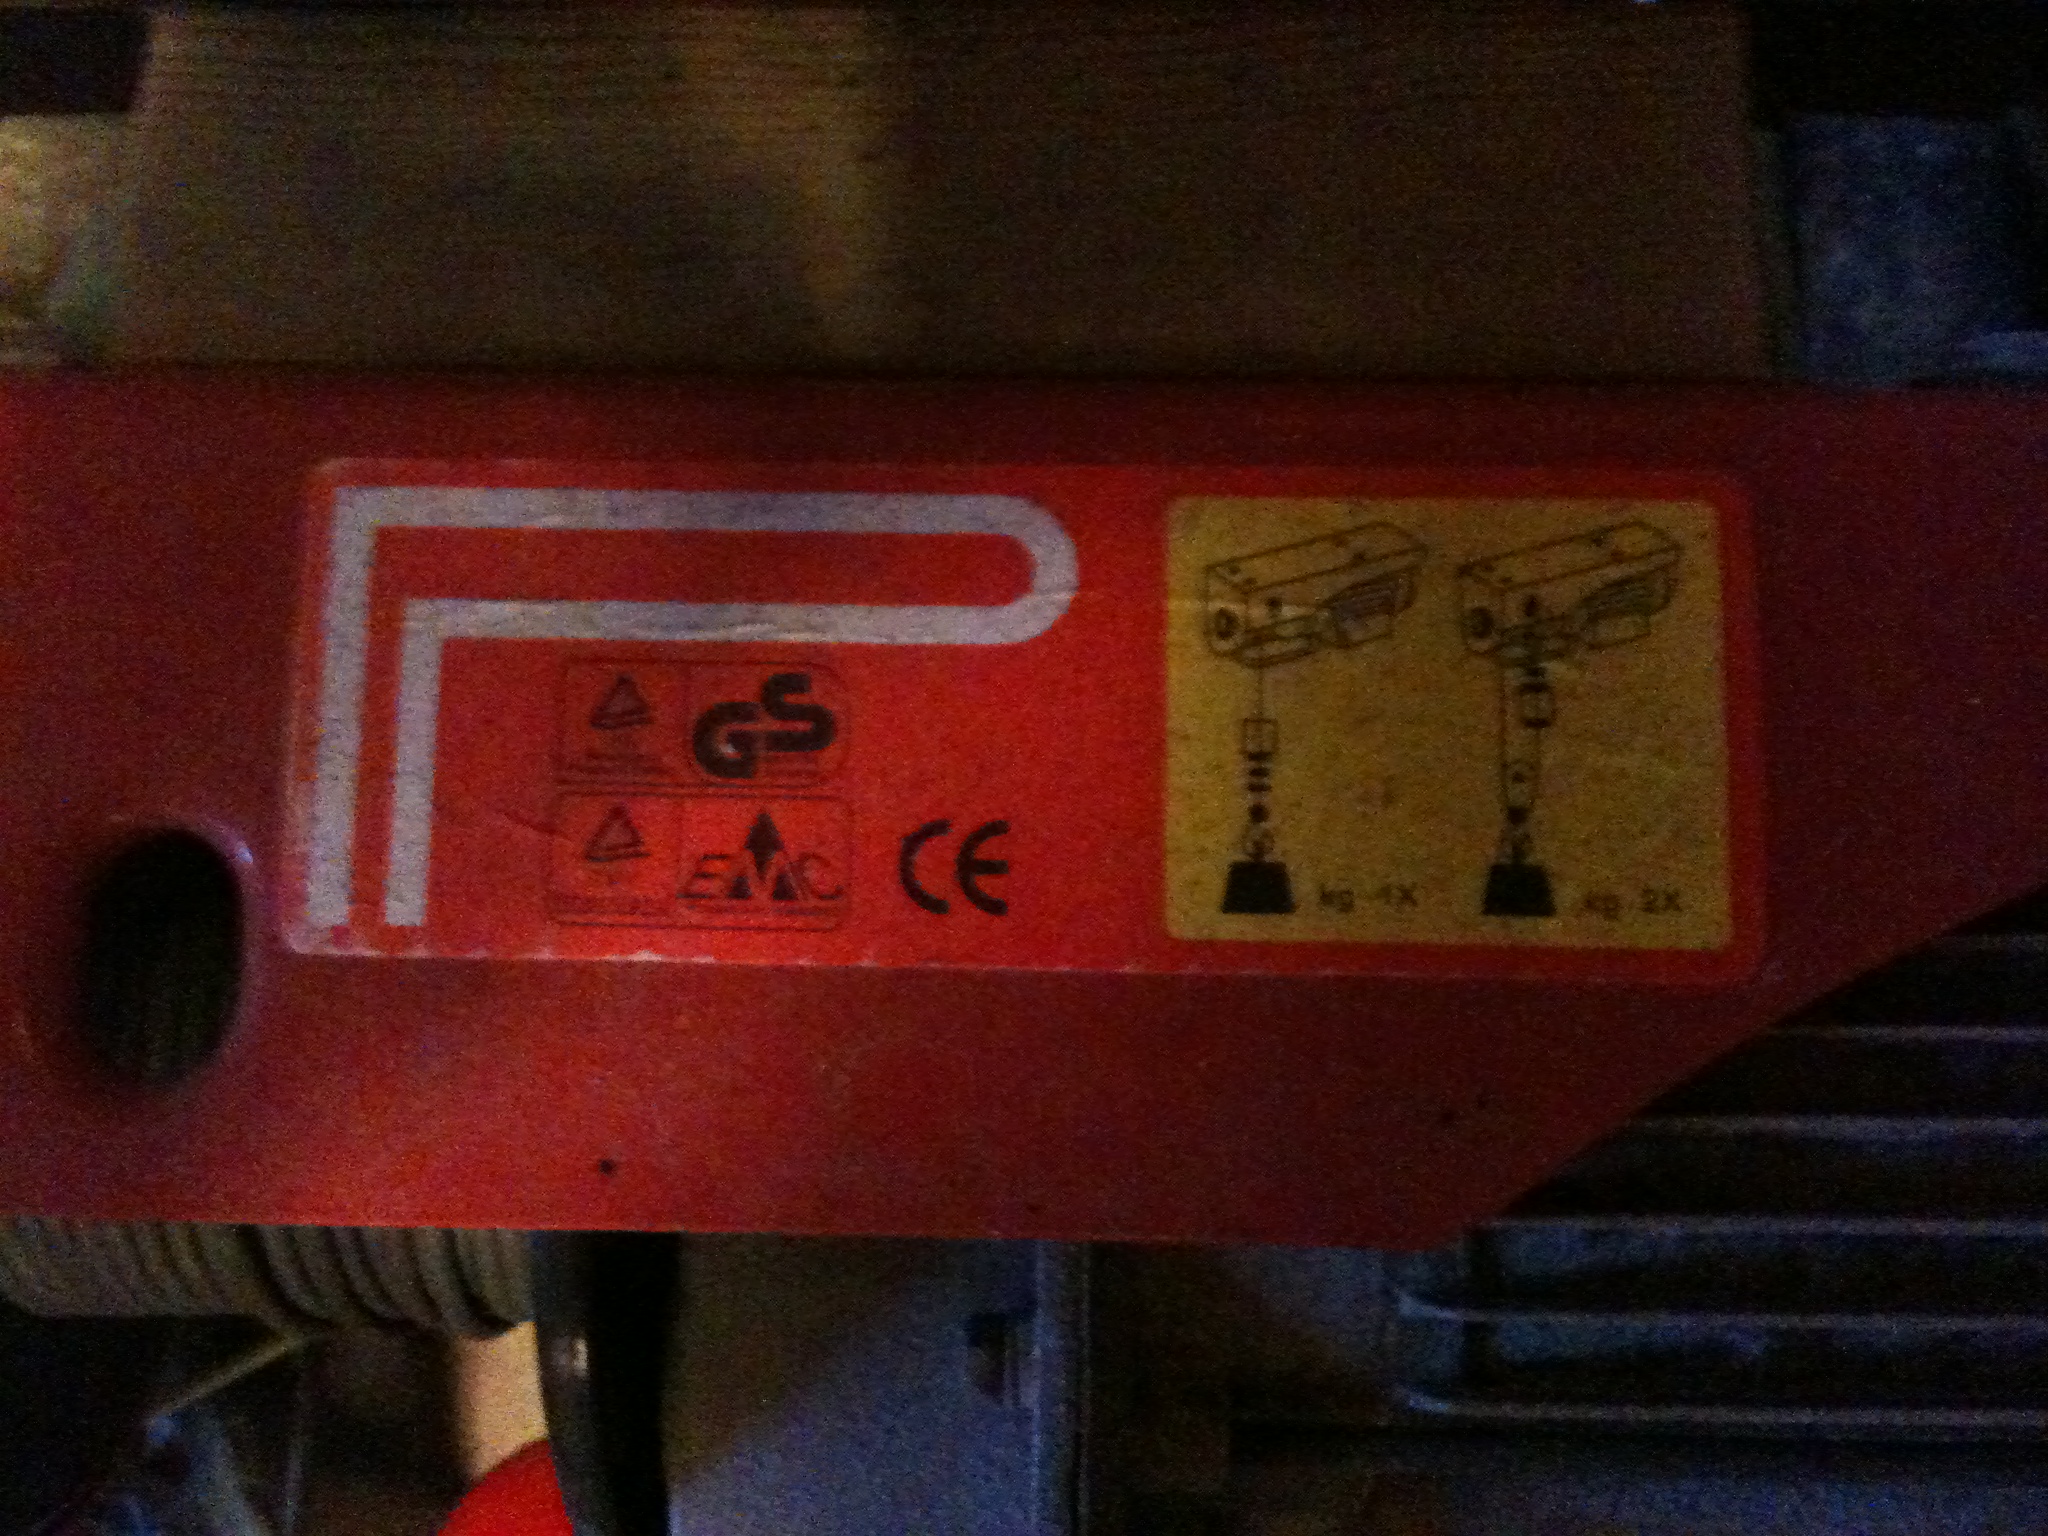 GS
EMC
CE
kg 1X
kg 2X